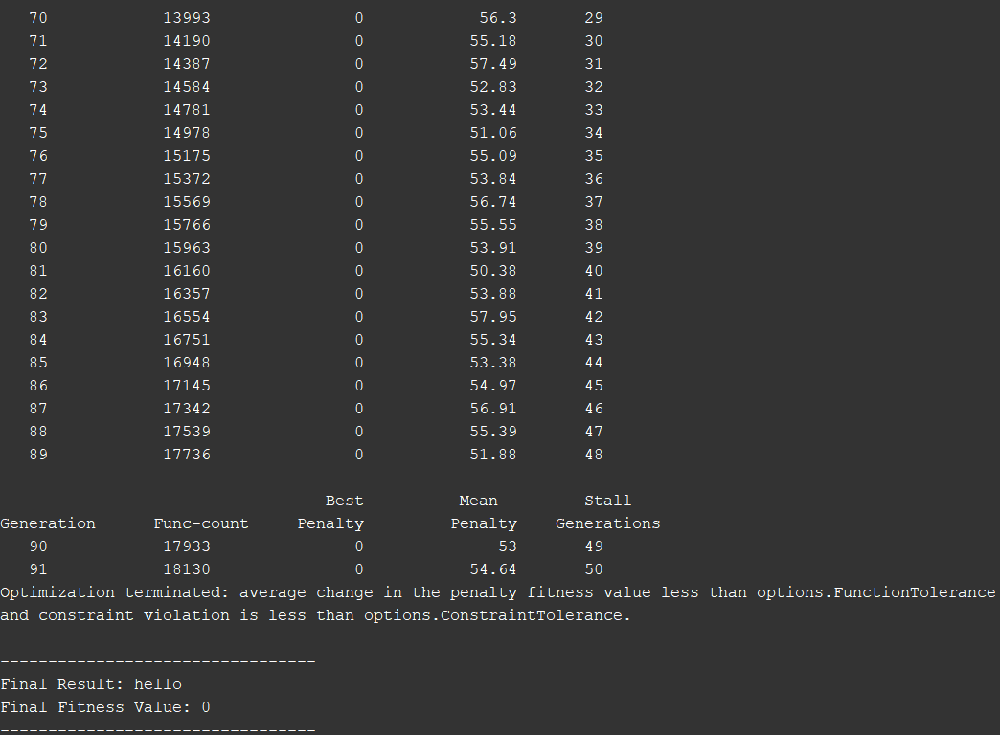 70 13993 0 56.3 29
71 14190 0 55.18 30
72 14387 0 57.49 31
73 14584 0 52.83 32
74 14781 0 53.44 33
75 14978 0 51.06 34
76 15175 0 55.09 35
77 15372 0 53.84 36
78 15569 0 56.74 37
79 15766 0 55.55 38
80 15963 0 53.91 39
81 16160 0 50.38 40
82 16357 0 53.88 41
83 16554 0 57.95 42
84 16751 0 55.34 43
85 16948 0 53.38 44
86 17145 0 54.97 45
87 17342 0 56.91 46
88 17539 0 55.39 47
89 17736 0 51.88 48
Best Mean Stall
Generation Func-count Penalty Penalty Generations
90 17933 0 53 49
91 18130 0 54.64 50
Optimization terminated: average change in the penalty fitness value less than options.FunctionTolerance
and constraint violation is less than options.ConstraintTolerance.
---------------------------------
Final Result: hello
Final Fitness Value: 0
---------------------------------